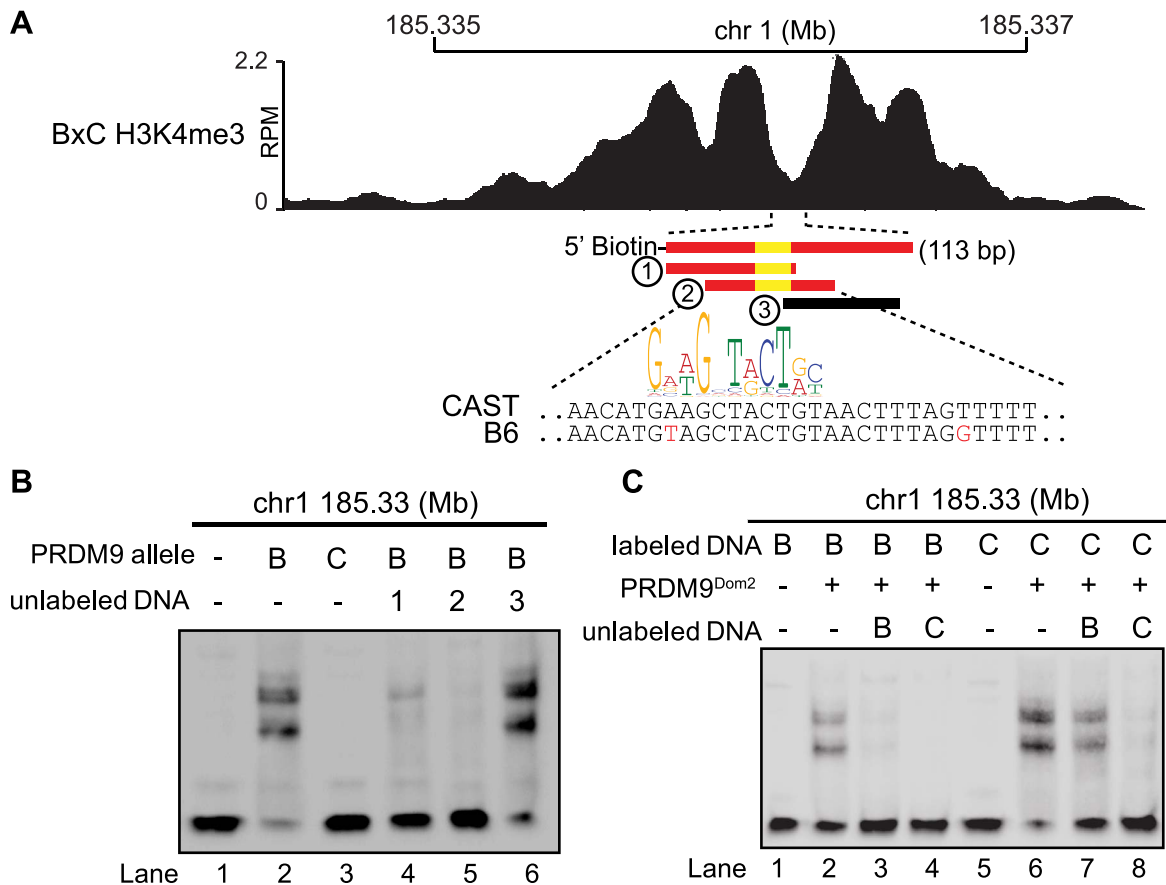 A
185.335 chr 1 (Mb) 185.337
2.2
BxC H3K4me3 RPM
0
5' Biotin (113 bp)
1
2
3
CAST ..AACATGAAGCTACTGTAACTTTAGTTTTT..
B6 ..AACATGTAGCTACTGTAACTTTAGGTTTT..
B
chr1 185.33 (Mb)
PRDM9 allele - B C B B B
unlabeled DNA - - - 1 2 3
Lane 1 2 3 4 5 6
C
chr1 185.33 (Mb)
labeled DNA B B B B C C C C
PRDM9Dom2 - + + + - + + +
unlabeled DNA - - B C - - B C
Lane 1 2 3 4 5 6 7 8